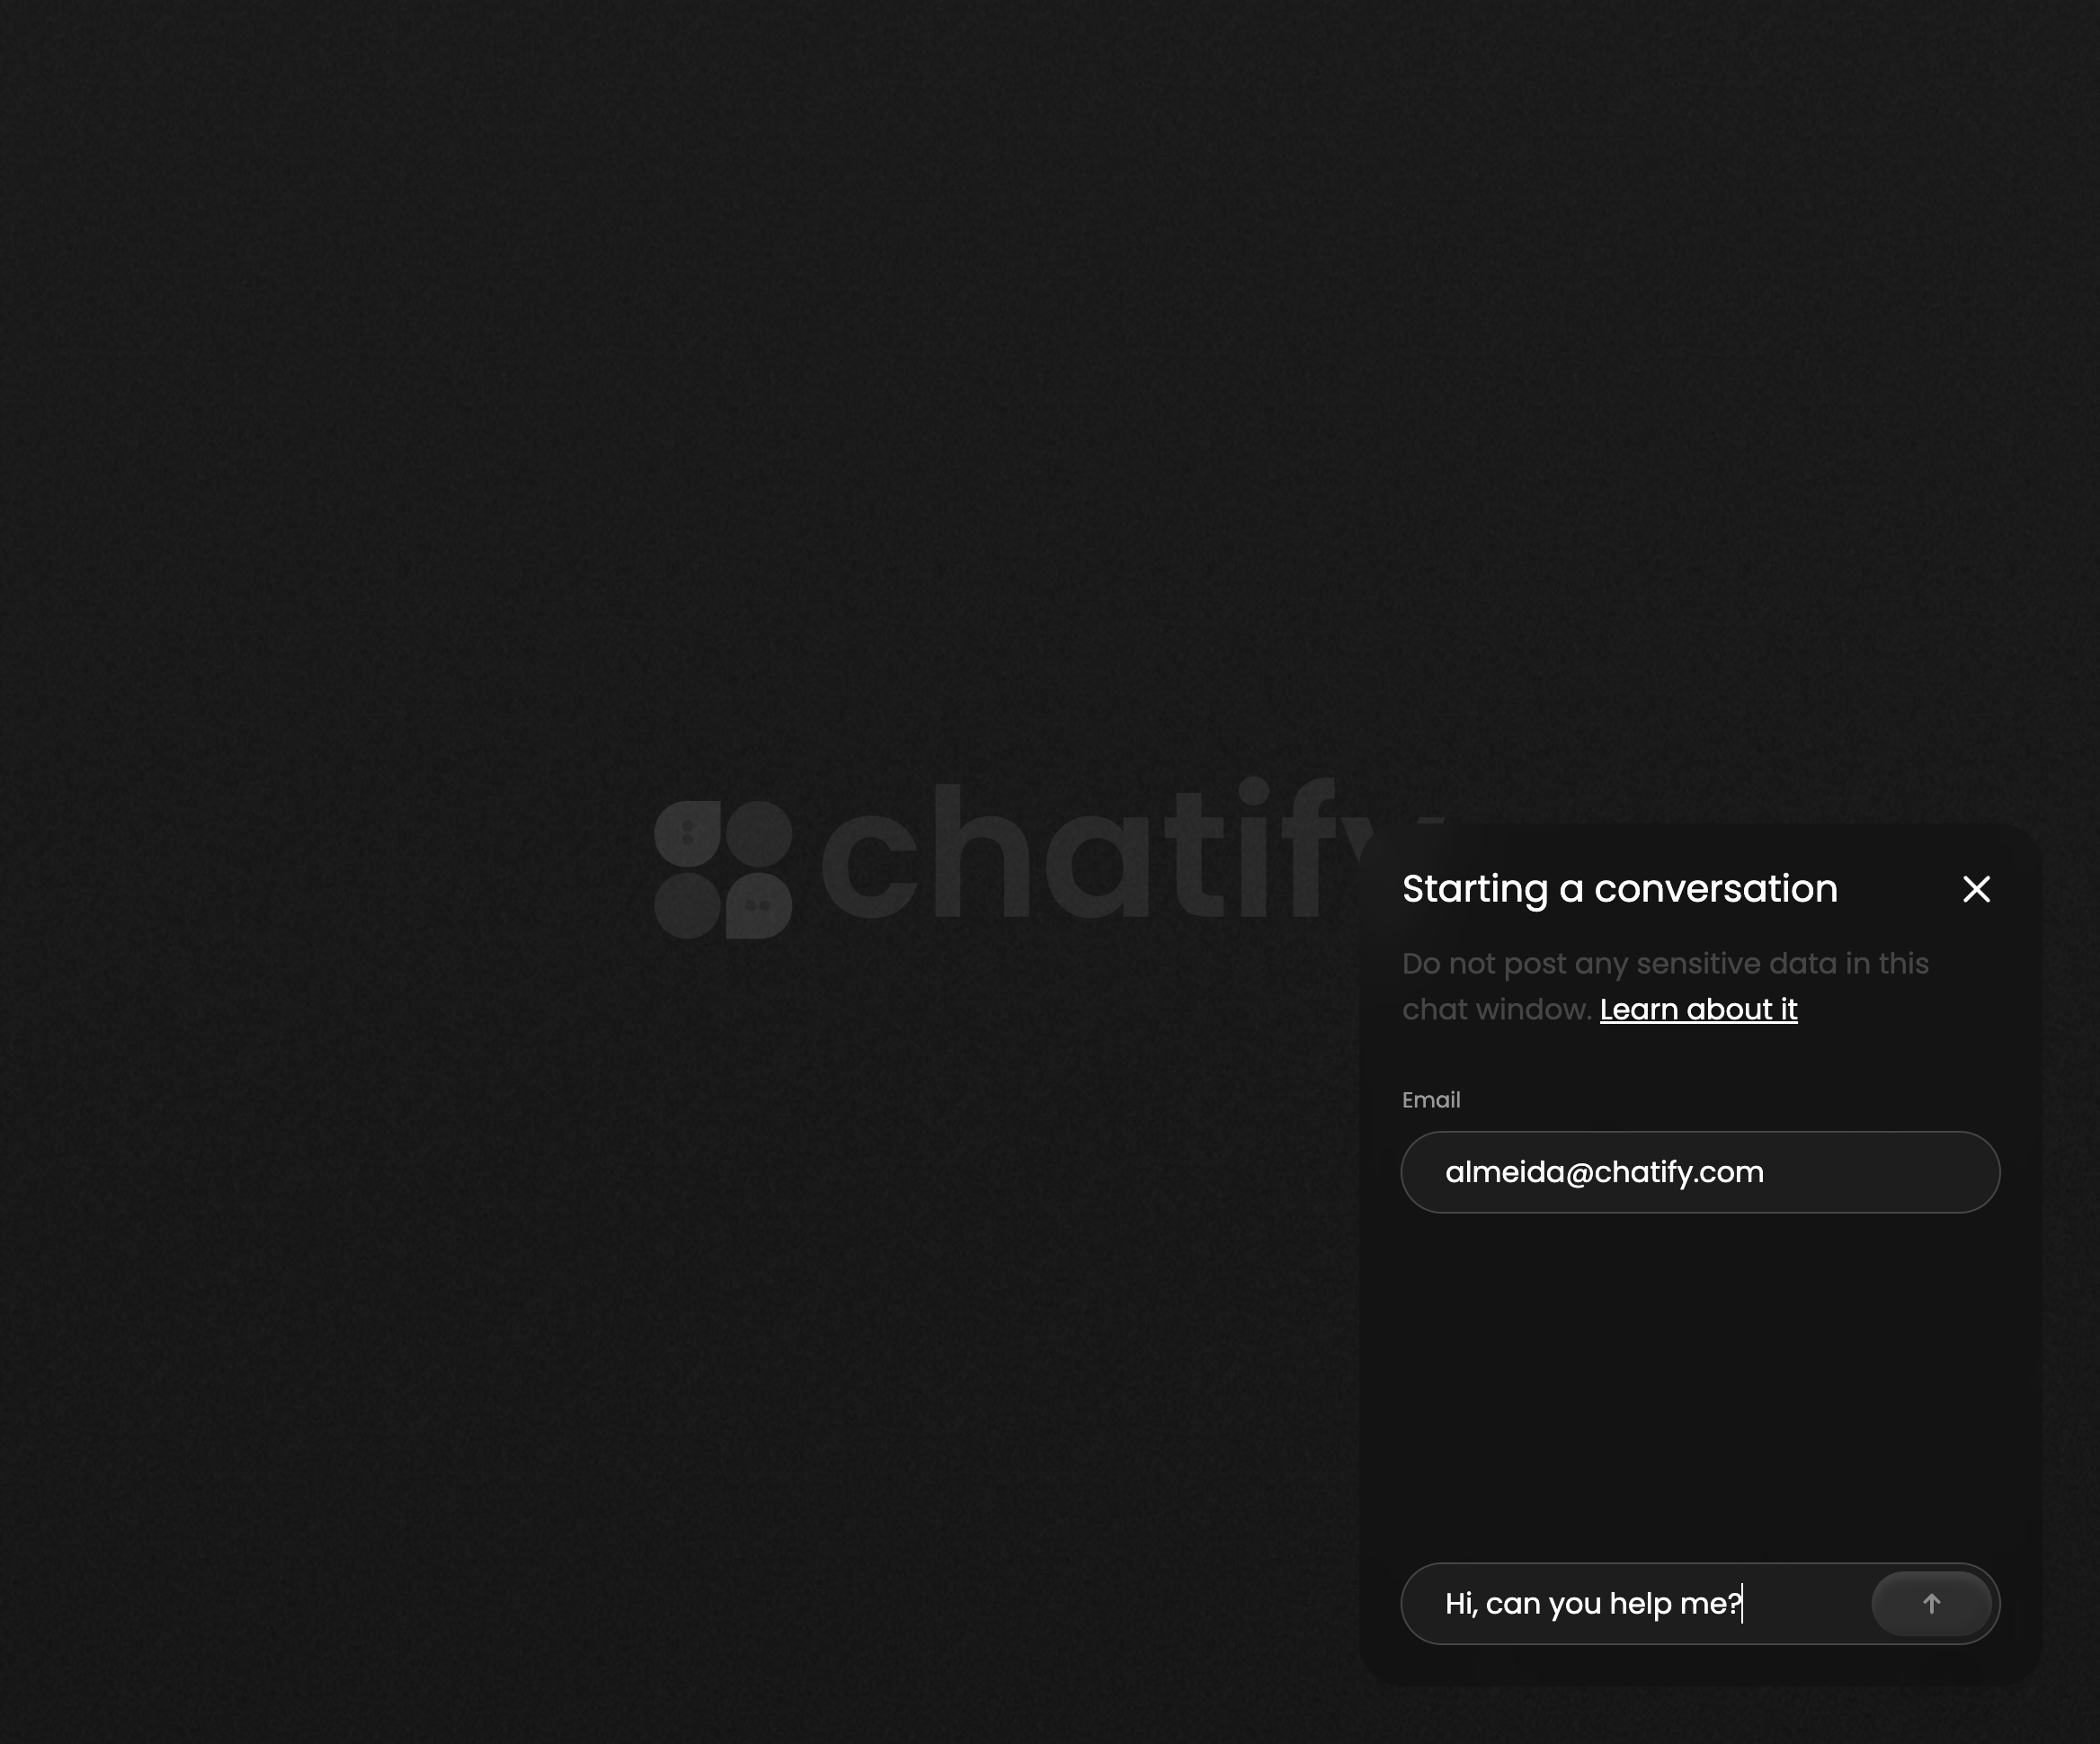 chatify
Starting a conversation
Do not post any sensitive data in this
chat window. Learn about it
Email
almeida@chatify.com
Hi, can you help me?